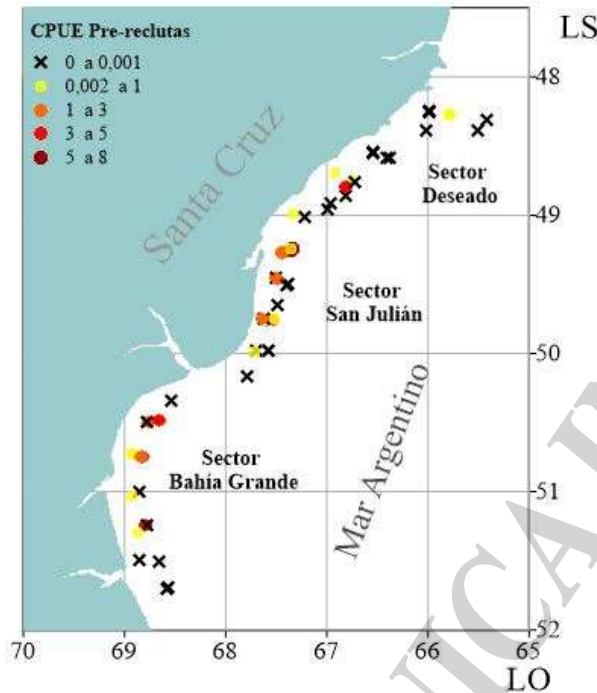 CPUE Pre-reclutas
0 a 0,001
0,002 a 1
1 a 3
3 a 5
5 a 8
LS
Santa Cruz
Sector
Deseado
Sector
San Julián
Sector
Bahía Grande
Mar Argentino
-48
-49
-50
-51
-52
70 69 68 67 66 65
LO